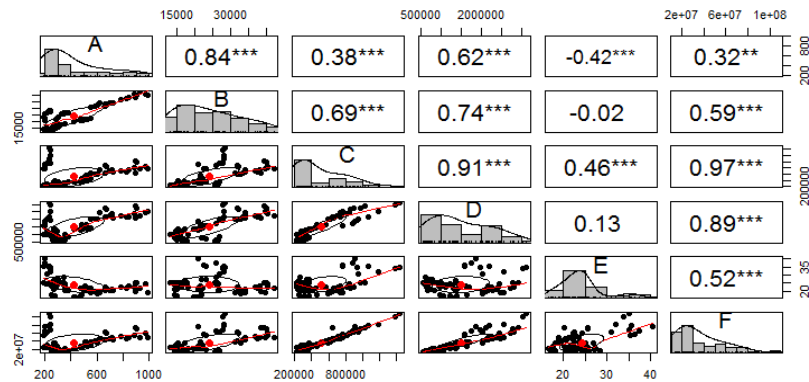 15000 30000 500000 2000000 2e+07 6e+07 1e+08
A 0.84*** 0.38*** 0.62*** -0.42*** 0.32** 200 800
15000 B 0.69*** 0.74*** -0.02 0.59***
C 0.91*** 0.46*** 0.97*** 200000
500000 D 0.13 0.89***
E 0.52*** 20 35
2e+07 F
200 600 1000 200000 800000 20 30 40